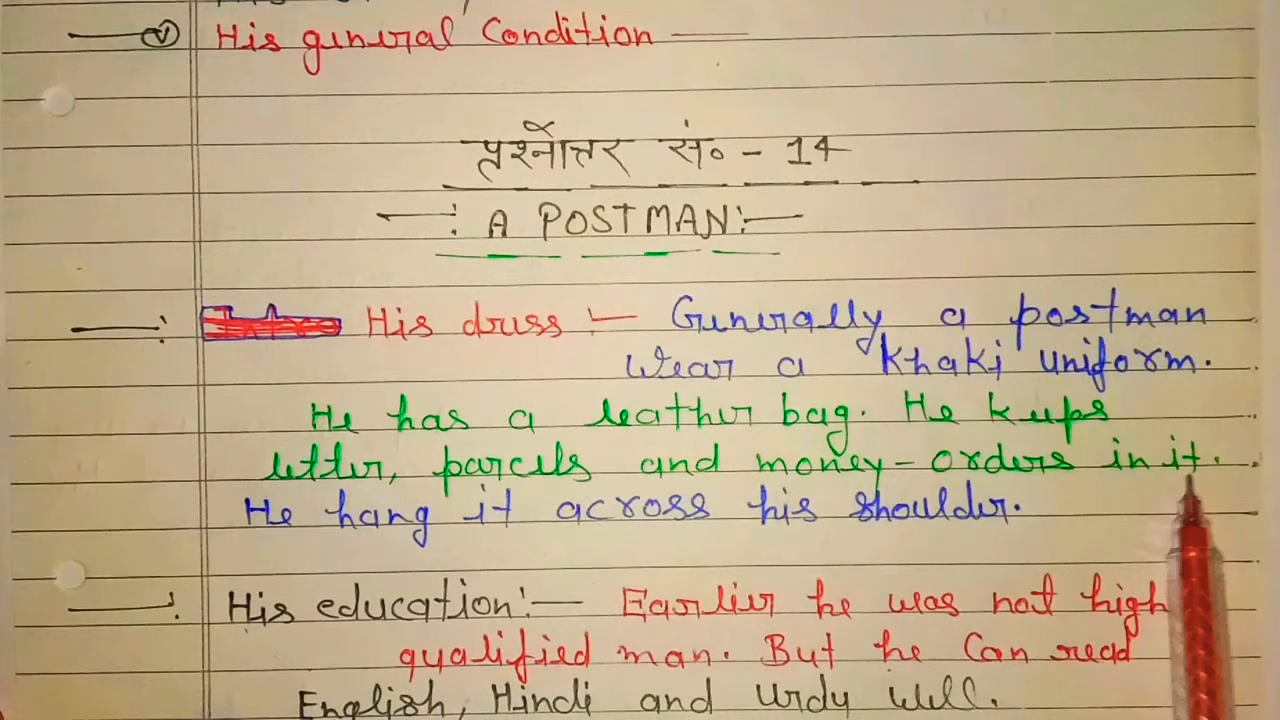 (v) His general Condition
प्रश्नोत्तर सं० - 14
: A POSTMAN :
His dress :- Generally a postman
wear a Khaki uniform.
He has a leather bag. He keeps
letter, parcels and money-orders in it.
He hang it across his shoulder.
His education :- Earlier he was not high
qualified man. But he Can read
English, Hindi and Urdy well.